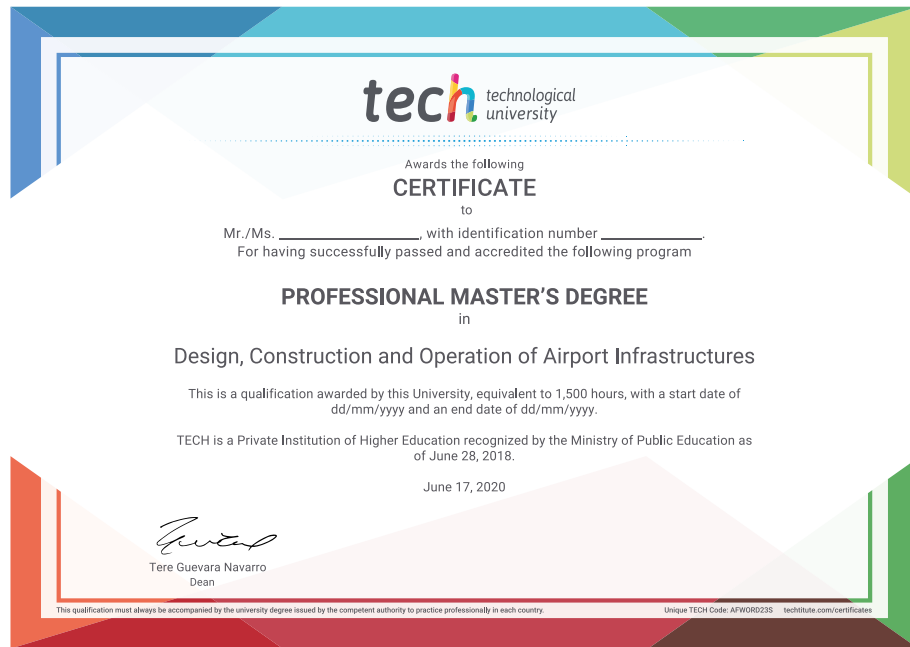 tech technological
university
Awards the following
CERTIFICATE
to
Mr./Ms. ____________________, with identification number ______________.
For having successfully passed and accredited the following program
PROFESSIONAL MASTER'S DEGREE
in
Design, Construction and Operation of Airport Infrastructures
This is a qualification awarded by this University, equivalent to 1,500 hours, with a start date of
dd/mm/yyyy and an end date of dd/mm/yyyy.
TECH is a Private Institution of Higher Education recognized by the Ministry of Public Education as
of June 28, 2018.
June 17, 2020
Tere Guevara Navarro
Dean
This qualification must always be accompanied by the university degree issued by the competent authority to practice professionally in each country. Unique TECH Code: AFWORD23S techtitute.com/certificates